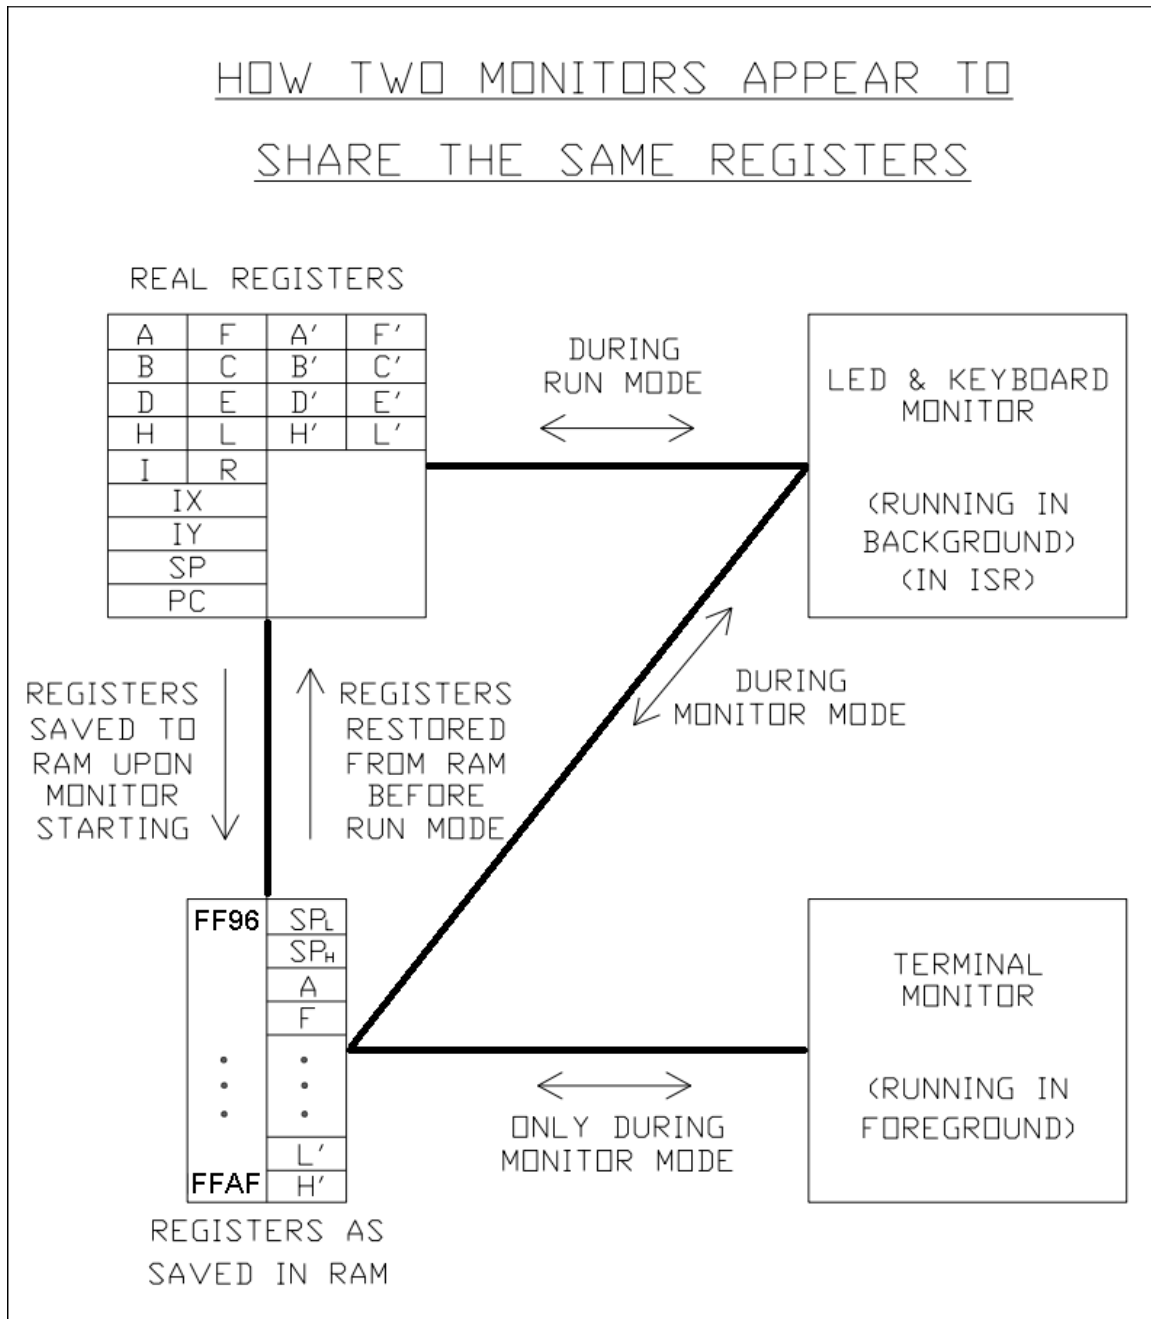 HOW TWO MONITORS APPEAR TO
SHARE THE SAME REGISTERS
REAL REGISTERS
A F A' F'
B C B' C'
D E D' E'
H L H' L'
I R
IX
IY
SP
PC
DURING
RUN MODE
LED & KEYBOARD
MONITOR
(RUNNING IN
BACKGROUND)
(IN ISR)
REGISTERS
SAVED TO
RAM UPON
MONITOR
STARTING
REGISTERS
RESTORED
FROM RAM
BEFORE
RUN MODE
DURING
MONITOR MODE
FF96 SPL
SPH
A
F
L'
FFAF H'
REGISTERS AS
SAVED IN RAM
ONLY DURING
MONITOR MODE
TERMINAL
MONITOR
(RUNNING IN
FOREGROUND)